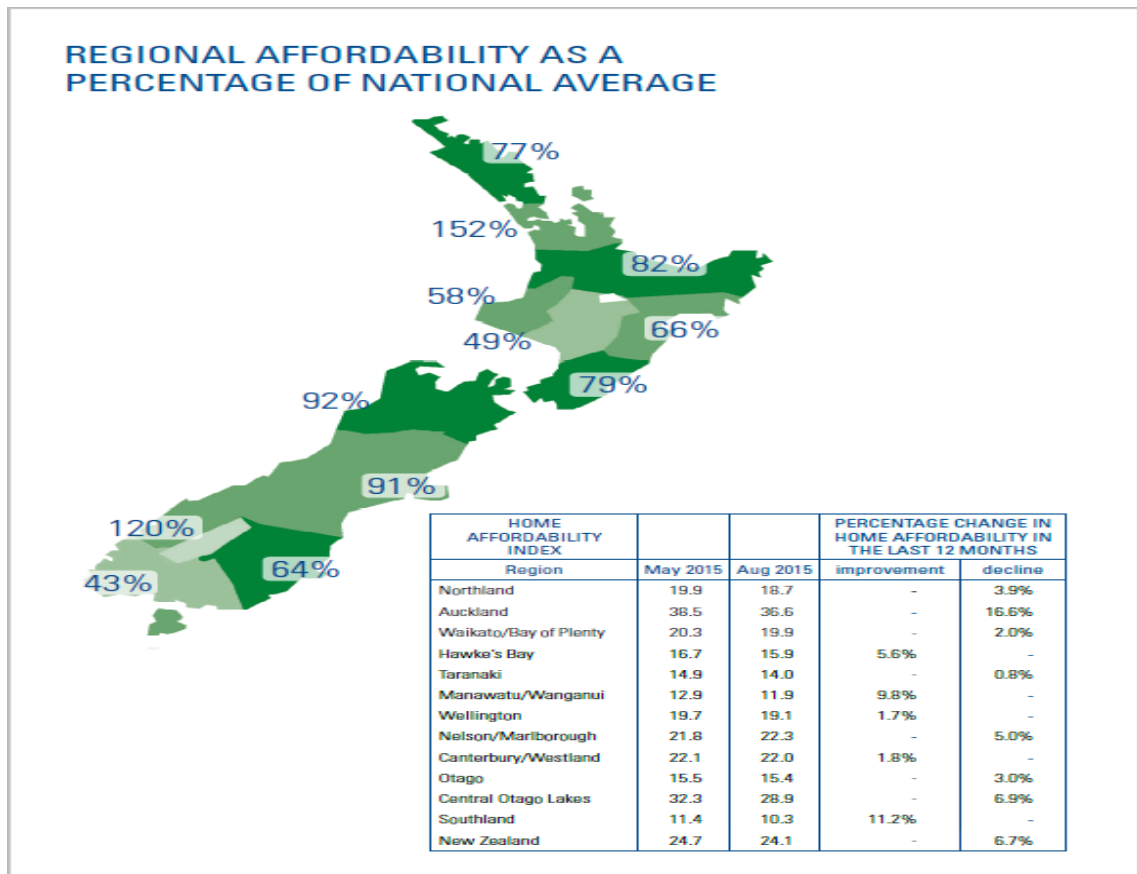 REGIONAL AFFORDABILITY AS A
PERCENTAGE OF NATIONAL AVERAGE
77%
152%
82%
58%
66%
49%
79%
92%
91%
120%
64%
43%
HOME AFFORDABILITY INDEX PERCENTAGE CHANGE IN HOME AFFORDABILITY IN THE LAST 12 MONTHS
Region May 2015 Aug 2015 improvement decline
Northland 19.9 18.7 - 3.9%
Auckland 38.5 36.6 - 16.6%
Waikato/Bay of Plenty 20.3 19.9 - 2.0%
Hawke's Bay 16.7 15.9 5.6% -
Taranaki 14.9 14.0 - 0.8%
Manawatu/Wanganui 12.9 11.9 9.8% -
Wellington 19.7 19.1 1.7% -
Nelson/Marlborough 21.8 22.3 - 5.0%
Canterbury/Westland 22.1 22.0 1.8% -
Otago 15.5 15.4 - 3.0%
Central Otago Lakes 32.3 28.9 - 6.9%
Southland 11.4 10.3 11.2% -
New Zealand 24.7 24.1 - 6.7%